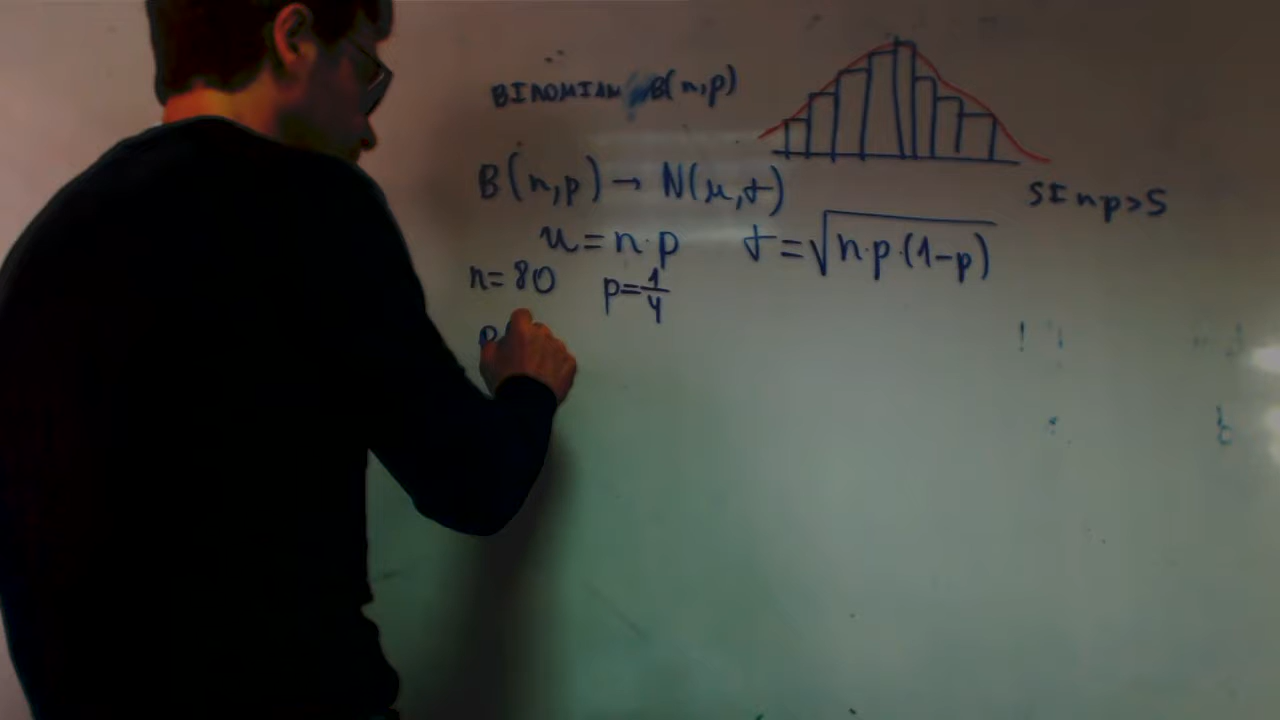 BINOMIAL B(n,p)
B(n,p) → N(μ,σ)
SI np>5
μ=n·p σ=√n·p·(1-p)
n=80 p=1/4
P